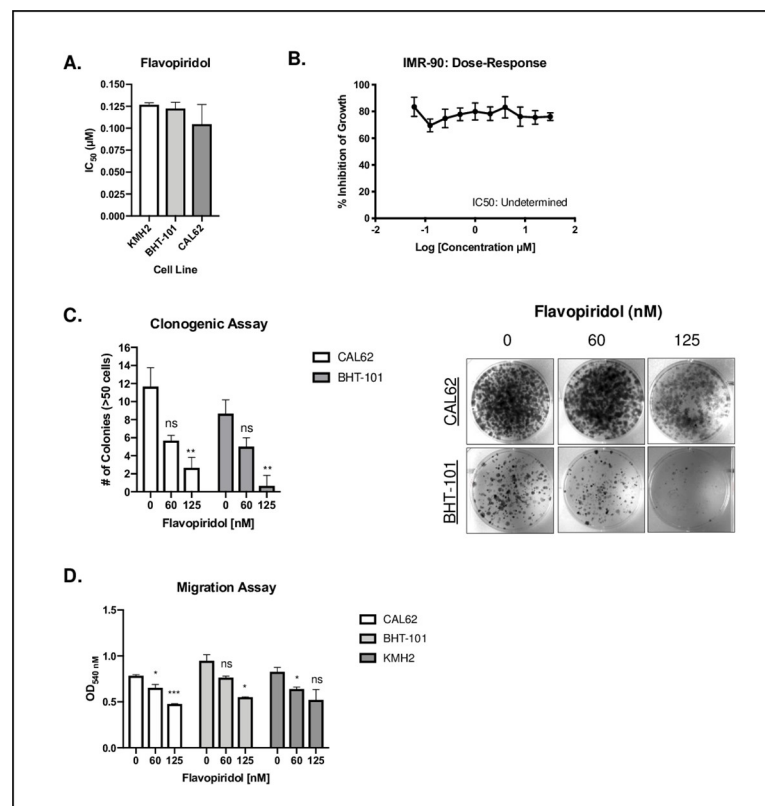 A.
Flavopiridol
0.150
0.125
0.100
0.075
0.050
0.025
0.000
IC50 (µM)
KMH2
BHT-101
CAL62
Cell Line
B.
IMR-90: Dose-Response
100
80
60
40
20
0
% Inhibition of Growth
IC50: Undetermined
-2 -1 0 1 2
Log [Concentration µM]
C.
Clonogenic Assay
16
14
12
10
8
6
4
2
0
# of Colonies (>50 cells)
ns
**
ns
**
0 60 125 0 60 125
Flavopiridol [nM]
CAL62
BHT-101
Flavopiridol (nM)
0 60 125
CAL62
BHT-101
D.
Migration Assay
1.5
1.0
0.5
0.0
OD540 nM
*
***
ns
*
*
ns
0 60 125 0 60 125 0 60 125
Flavopiridol [nM]
CAL62
BHT-101
KMH2